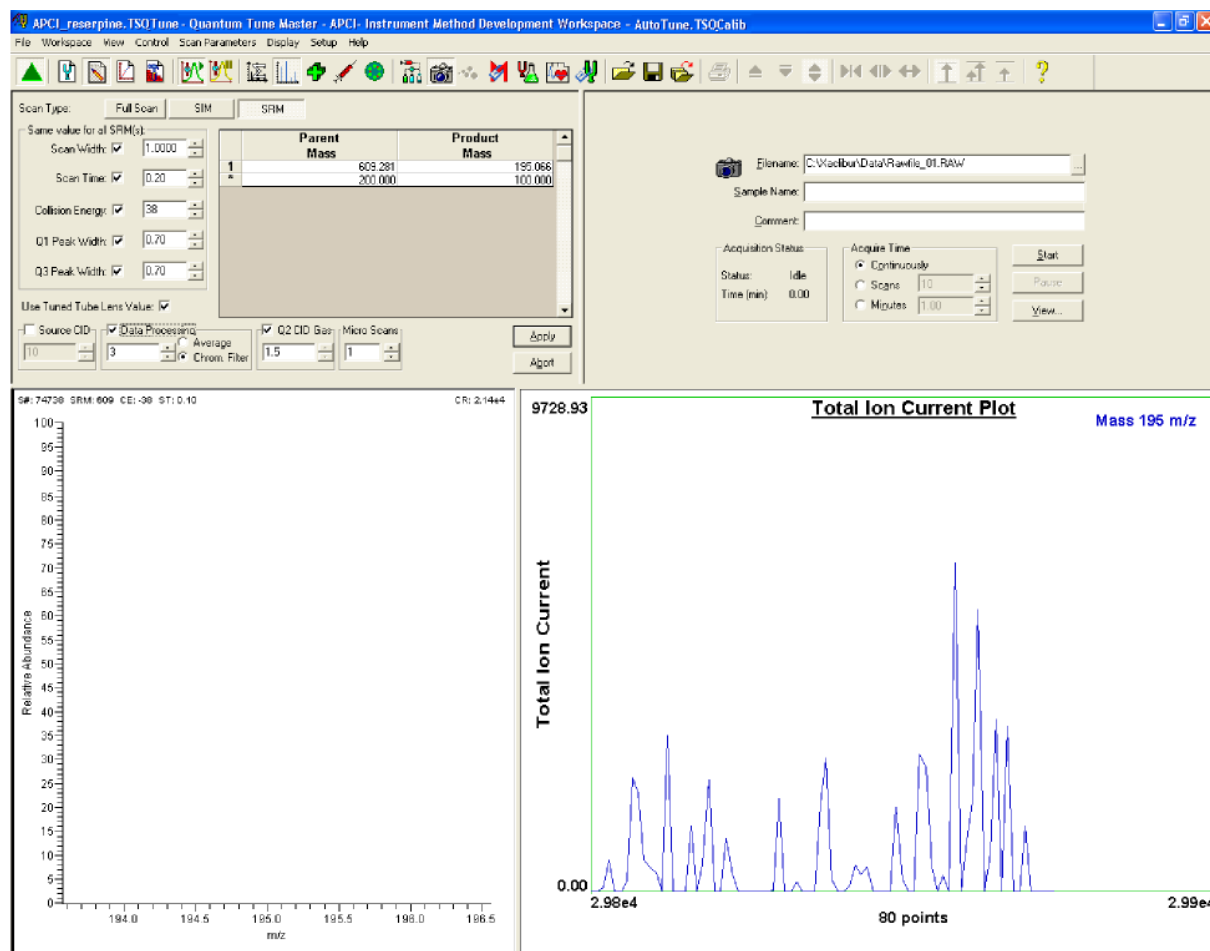 APCI_reserpine.TSQTune - Quantum Tune Master - APCI- Instrument Method Development Workspace - AutoTune.TSQCalib
File Workspace View Control Scan Parameters Display Setup Help
Scan Type: Full Scan SIM SRM
Same value for all SRM(s):
Scan Width: 1.0000
Scan Time: 0.20
Collision Energy: 38
Q1 Peak Width: 0.70
Q3 Peak Width: 0.70
Parent Mass Product Mass
1 609.281 195.066
* 200.000 100.000
Use Tuned Tube Lens Value:
Source CID Data Processing Q2 CID Gas Micro Scans
10 3 Average Chrom. Filter 1.5 1
Apply
Abort
Filename: C:\Xcalibur\Data\Rawfile_01.RAW ...
Sample Name:
Comment:
Acquisition Status
Status: Idle
Time (min): 0.00
Acquire Time
Continuously
Scans 10
Minutes 1.00
Start
Pause
View...
S#: 74738 SRM: 609 CE: -38 ST: 0.10 CR: 2.14e4
100
95
90
85
80
75
70
65
60
55
50
45
40
35
30
25
20
15
10
5
0
Relative Abundance
194.0 194.5 195.0 195.5 196.0 196.5
m/z
9728.93
Total Ion Current Plot
Mass 195 m/z
Total Ion Current
0.00
2.98e4 2.99e4
80 points